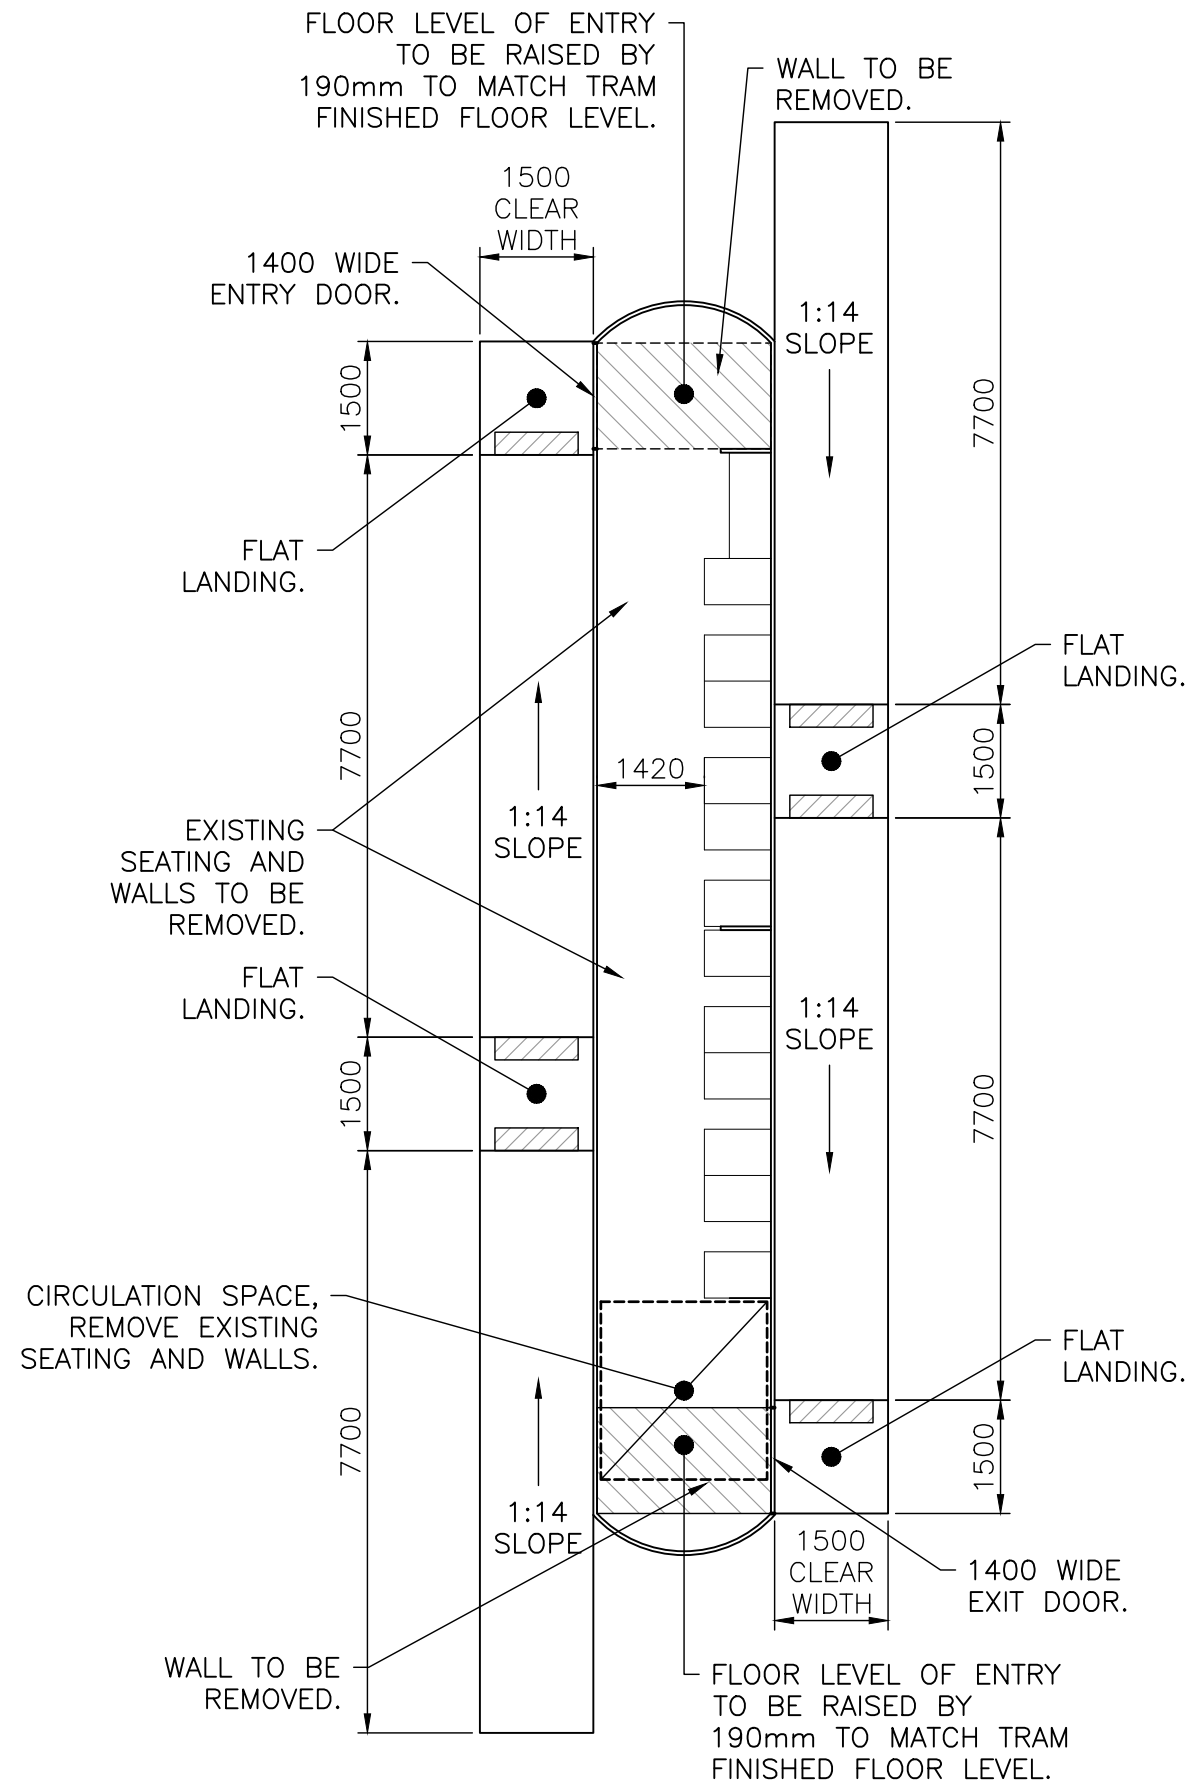 FLOOR LEVEL OF ENTRY
TO BE RAISED BY
190mm TO MATCH TRAM
FINISHED FLOOR LEVEL.
WALL TO BE
REMOVED.
1500
CLEAR
WIDTH
1400 WIDE
ENTRY DOOR.
1:14
SLOPE
1500
7700
FLAT
LANDING.
FLAT
LANDING.
7700
1420
1500
1:14
SLOPE
EXISTING
SEATING AND
WALLS TO BE
REMOVED.
FLAT
LANDING.
1:14
SLOPE
1500
7700
CIRCULATION SPACE,
REMOVE EXISTING
SEATING AND WALLS.
FLAT
LANDING.
7700
1500
1:14
SLOPE
1500
CLEAR
WIDTH
1400 WIDE
EXIT DOOR.
WALL TO BE
REMOVED.
FLOOR LEVEL OF ENTRY
TO BE RAISED BY
190mm TO MATCH TRAM
FINISHED FLOOR LEVEL.